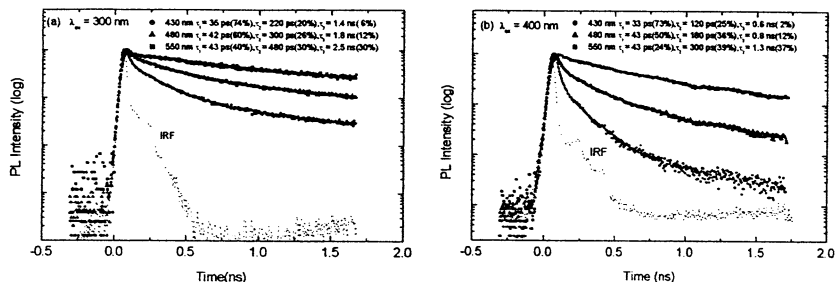 (a) λex = 300 nm
430 nm τ1 = 36 ps(74%),τ2 = 220 ps(20%),τ3 = 1.4 ns( 6%)
480 nm τ1 = 42 ps(60%),τ2 = 300 ps(28%),τ3 = 1.8 ns(12%)
550 nm τ1 = 43 ps(40%),τ2 = 480 ps(30%),τ3 = 2.5 ns(30%)
PL Intensity (log)
IRF
-0.5 0.0 0.5 1.0 1.5 2.0
Time(ns)
(b) λex = 400 nm
430 nm τ1 = 33 ps(73%),τ2 = 120 ps(25%),τ3 = 0.6 ns(2%)
480 nm τ1 = 43 ps(50%),τ2 = 180 ps(38%),τ3 = 0.8 ns(12%)
550 nm τ1 = 43 ps(24%),τ2 = 300 ps(39%),τ3 = 1.3 ns(37%)
PL Intensity (log)
IRF
-0.5 0.0 0.5 1.0 1.5 2.0
Time (ns)